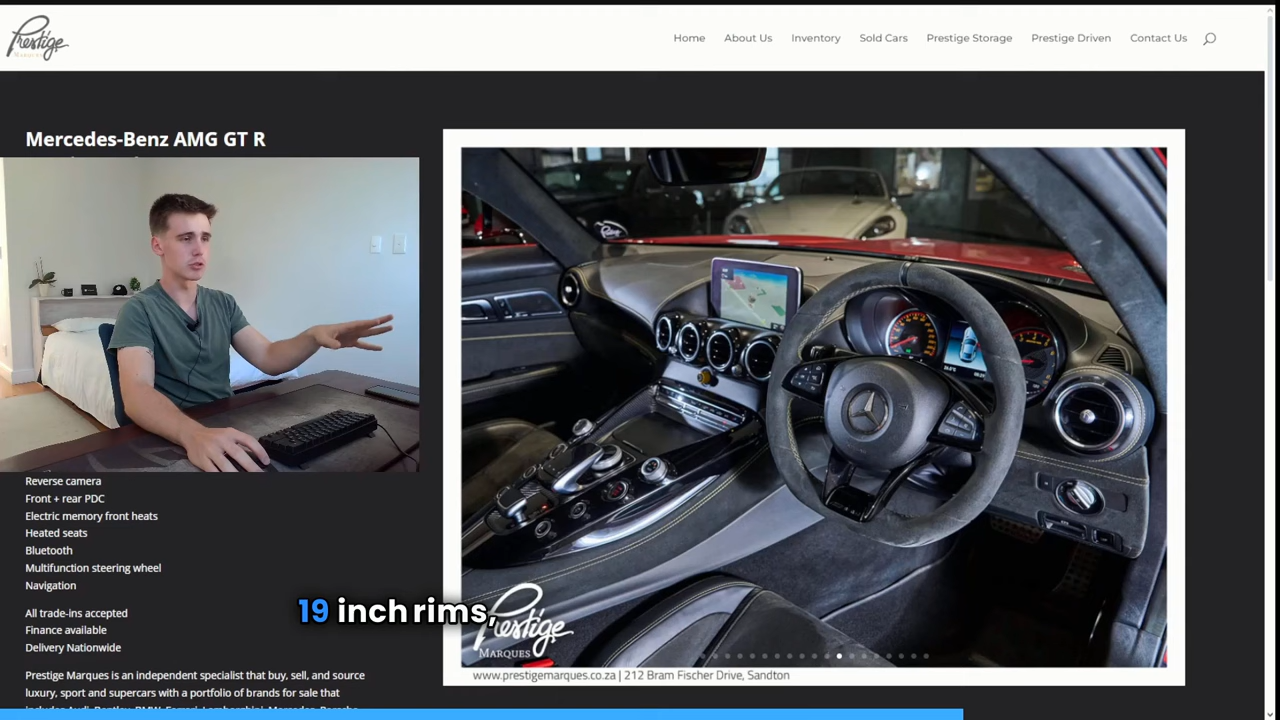 Prestige
MARQUES
Home
About Us
Inventory
Sold Cars
Prestige Storage
Prestige Driven
Contact Us
Mercedes-Benz AMG GT R
Reverse camera
Front + rear PDC
Electric memory front heats
Heated seats
Bluetooth
Multifunction steering wheel
Navigation
All trade-ins accepted
Finance available
Delivery Nationwide
Prestige Marques is an independent specialist that buy, sell, and source
luxury, sport and supercars with a portfolio of brands for sale that
19 inch rims,
Prestige
MARQUES
www.prestigemarques.co.za | 212 Bram Fischer Drive, Sandton